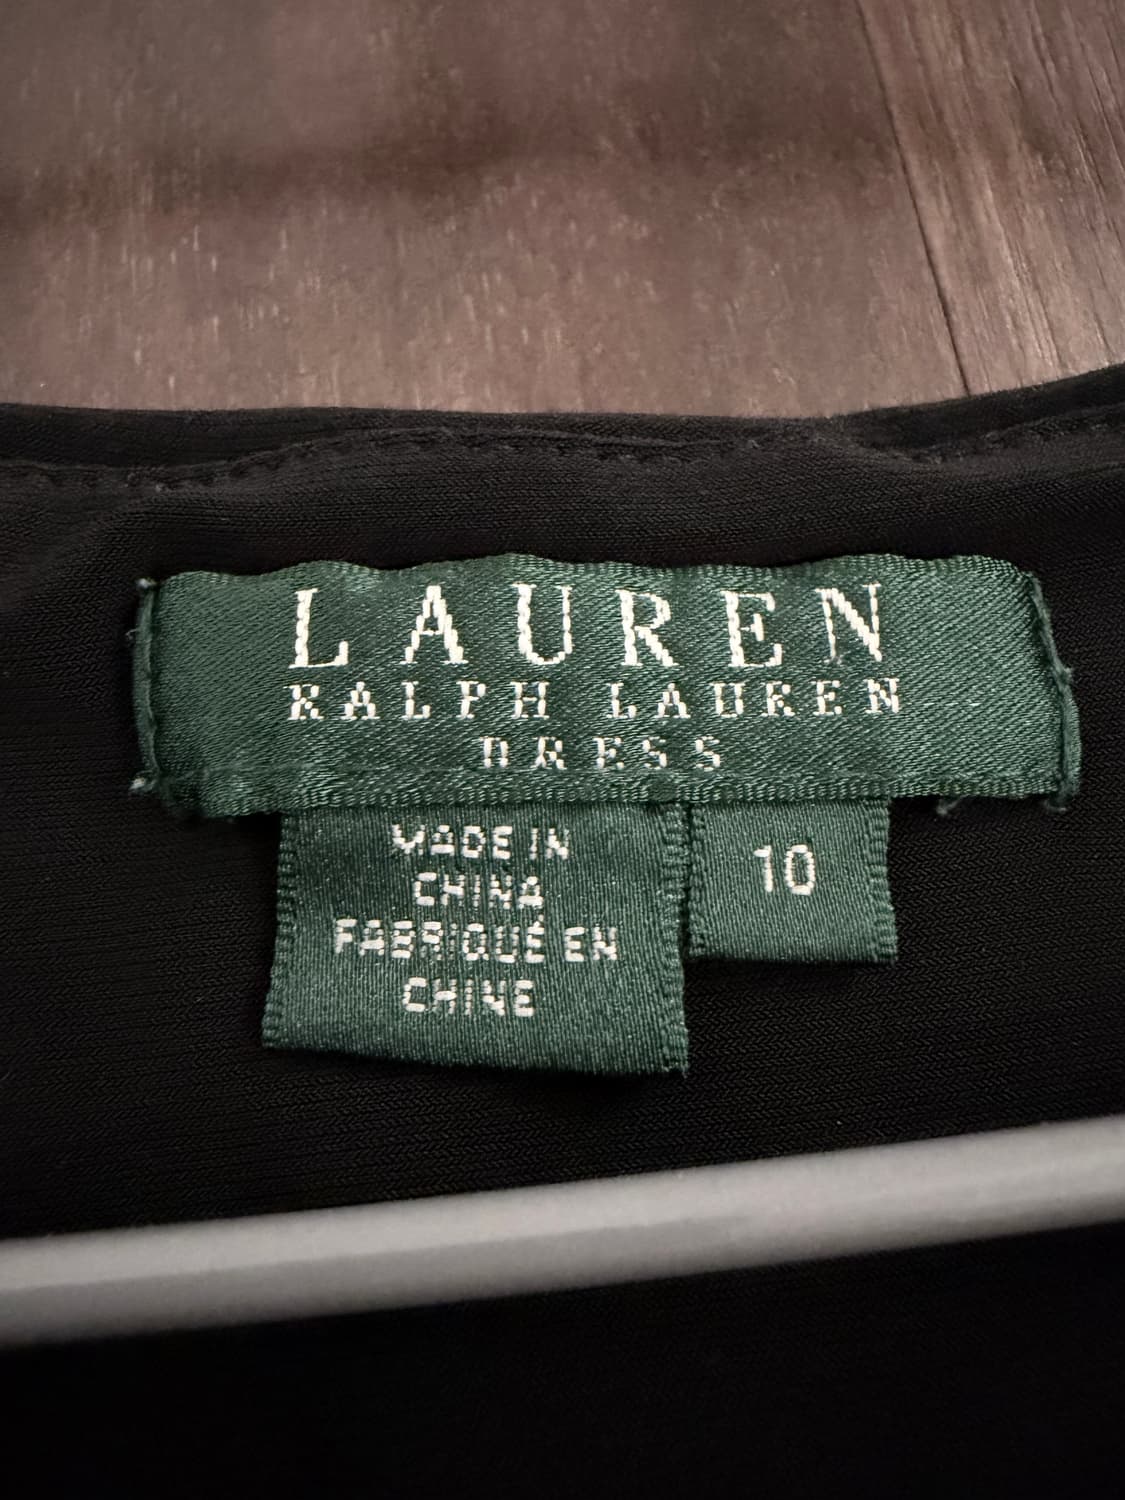 LAUREN
RALPH LAUREN
DRESS
MADE IN
CHINA
FABRIQUÉ EN
CHINE
10